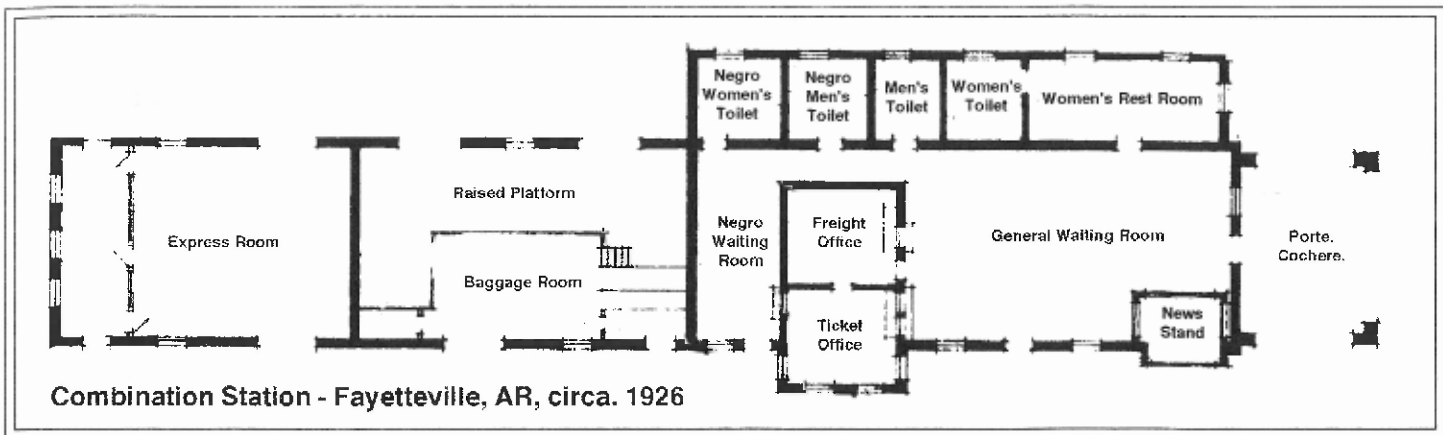 Negro
Women's
Toilet
Negro
Men's
Toilet
Men's
Toilet
Women's
Toilet
Women's Rest Room
Raised Platform
Express Room
Baggage Room
Negro
Waiting
Room
Freight
Office
General Waiting Room
Porte.
Cochere.
Ticket
Office
News
Stand
Combination Station - Fayetteville, AR, circa. 1926